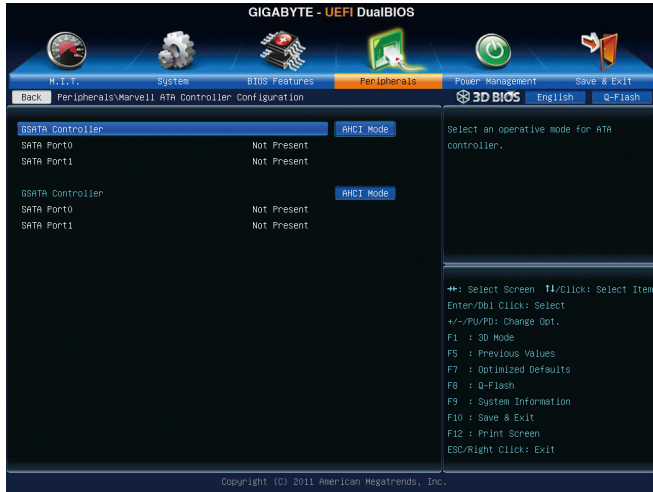 GIGABYTE - UEFI DualBIOS
M.I.T. System BIOS Features Peripherals Power Management Save & Exit
Back Peripherals\Marvell ATA Controller Configuration 3D BIOS English Q-Flash
GSATA Controller AHCI Mode
SATA Port0 Not Present
SATA Port1 Not Present
GSATA Controller AHCI Mode
SATA Port0 Not Present
SATA Port1 Not Present
Select an operative mode for ATA
controller.
→←: Select Screen ↑↓/Click: Select Item
Enter/Dbl Click: Select
+/-/PU/PD: Change Opt.
F1 : 3D Mode
F5 : Previous Values
F7 : Optimized Defaults
F8 : Q-Flash
F9 : System Information
F10 : Save & Exit
F12 : Print Screen
ESC/Right Click: Exit
Copyright (C) 2011 American Megatrends, Inc.